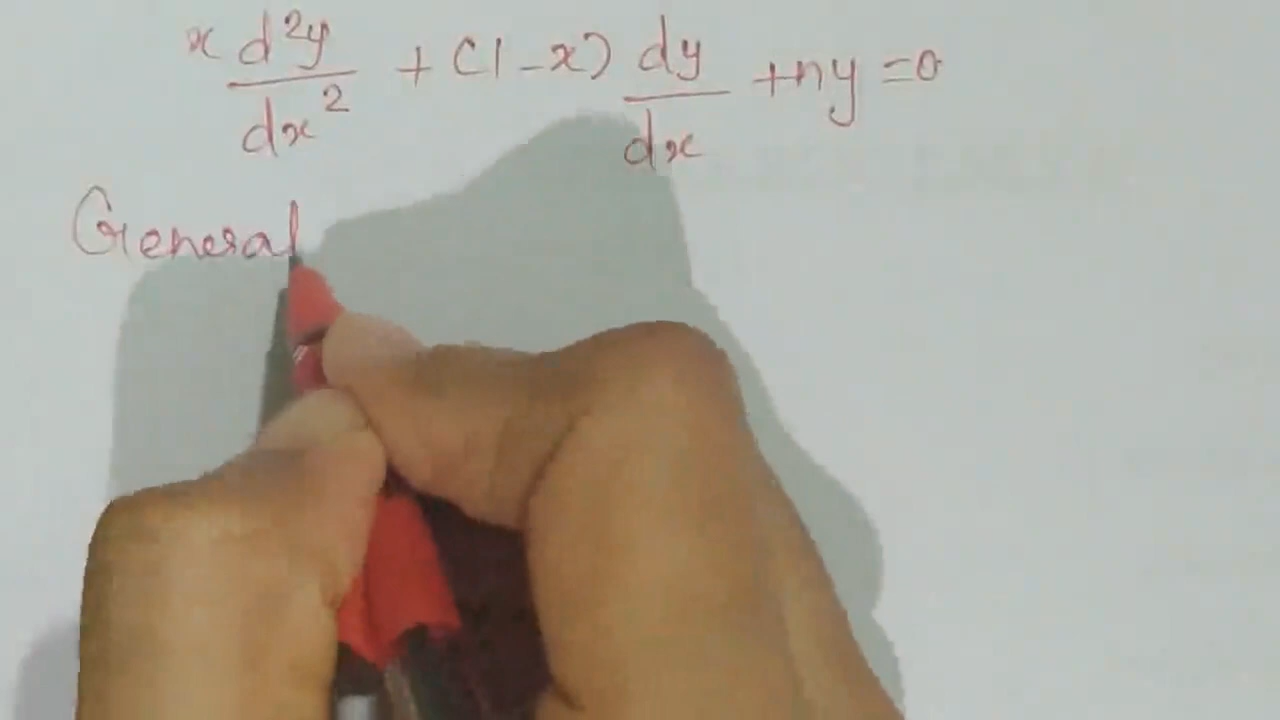 x d²y/dx² + (1-x) dy/dx + ny = 0
General